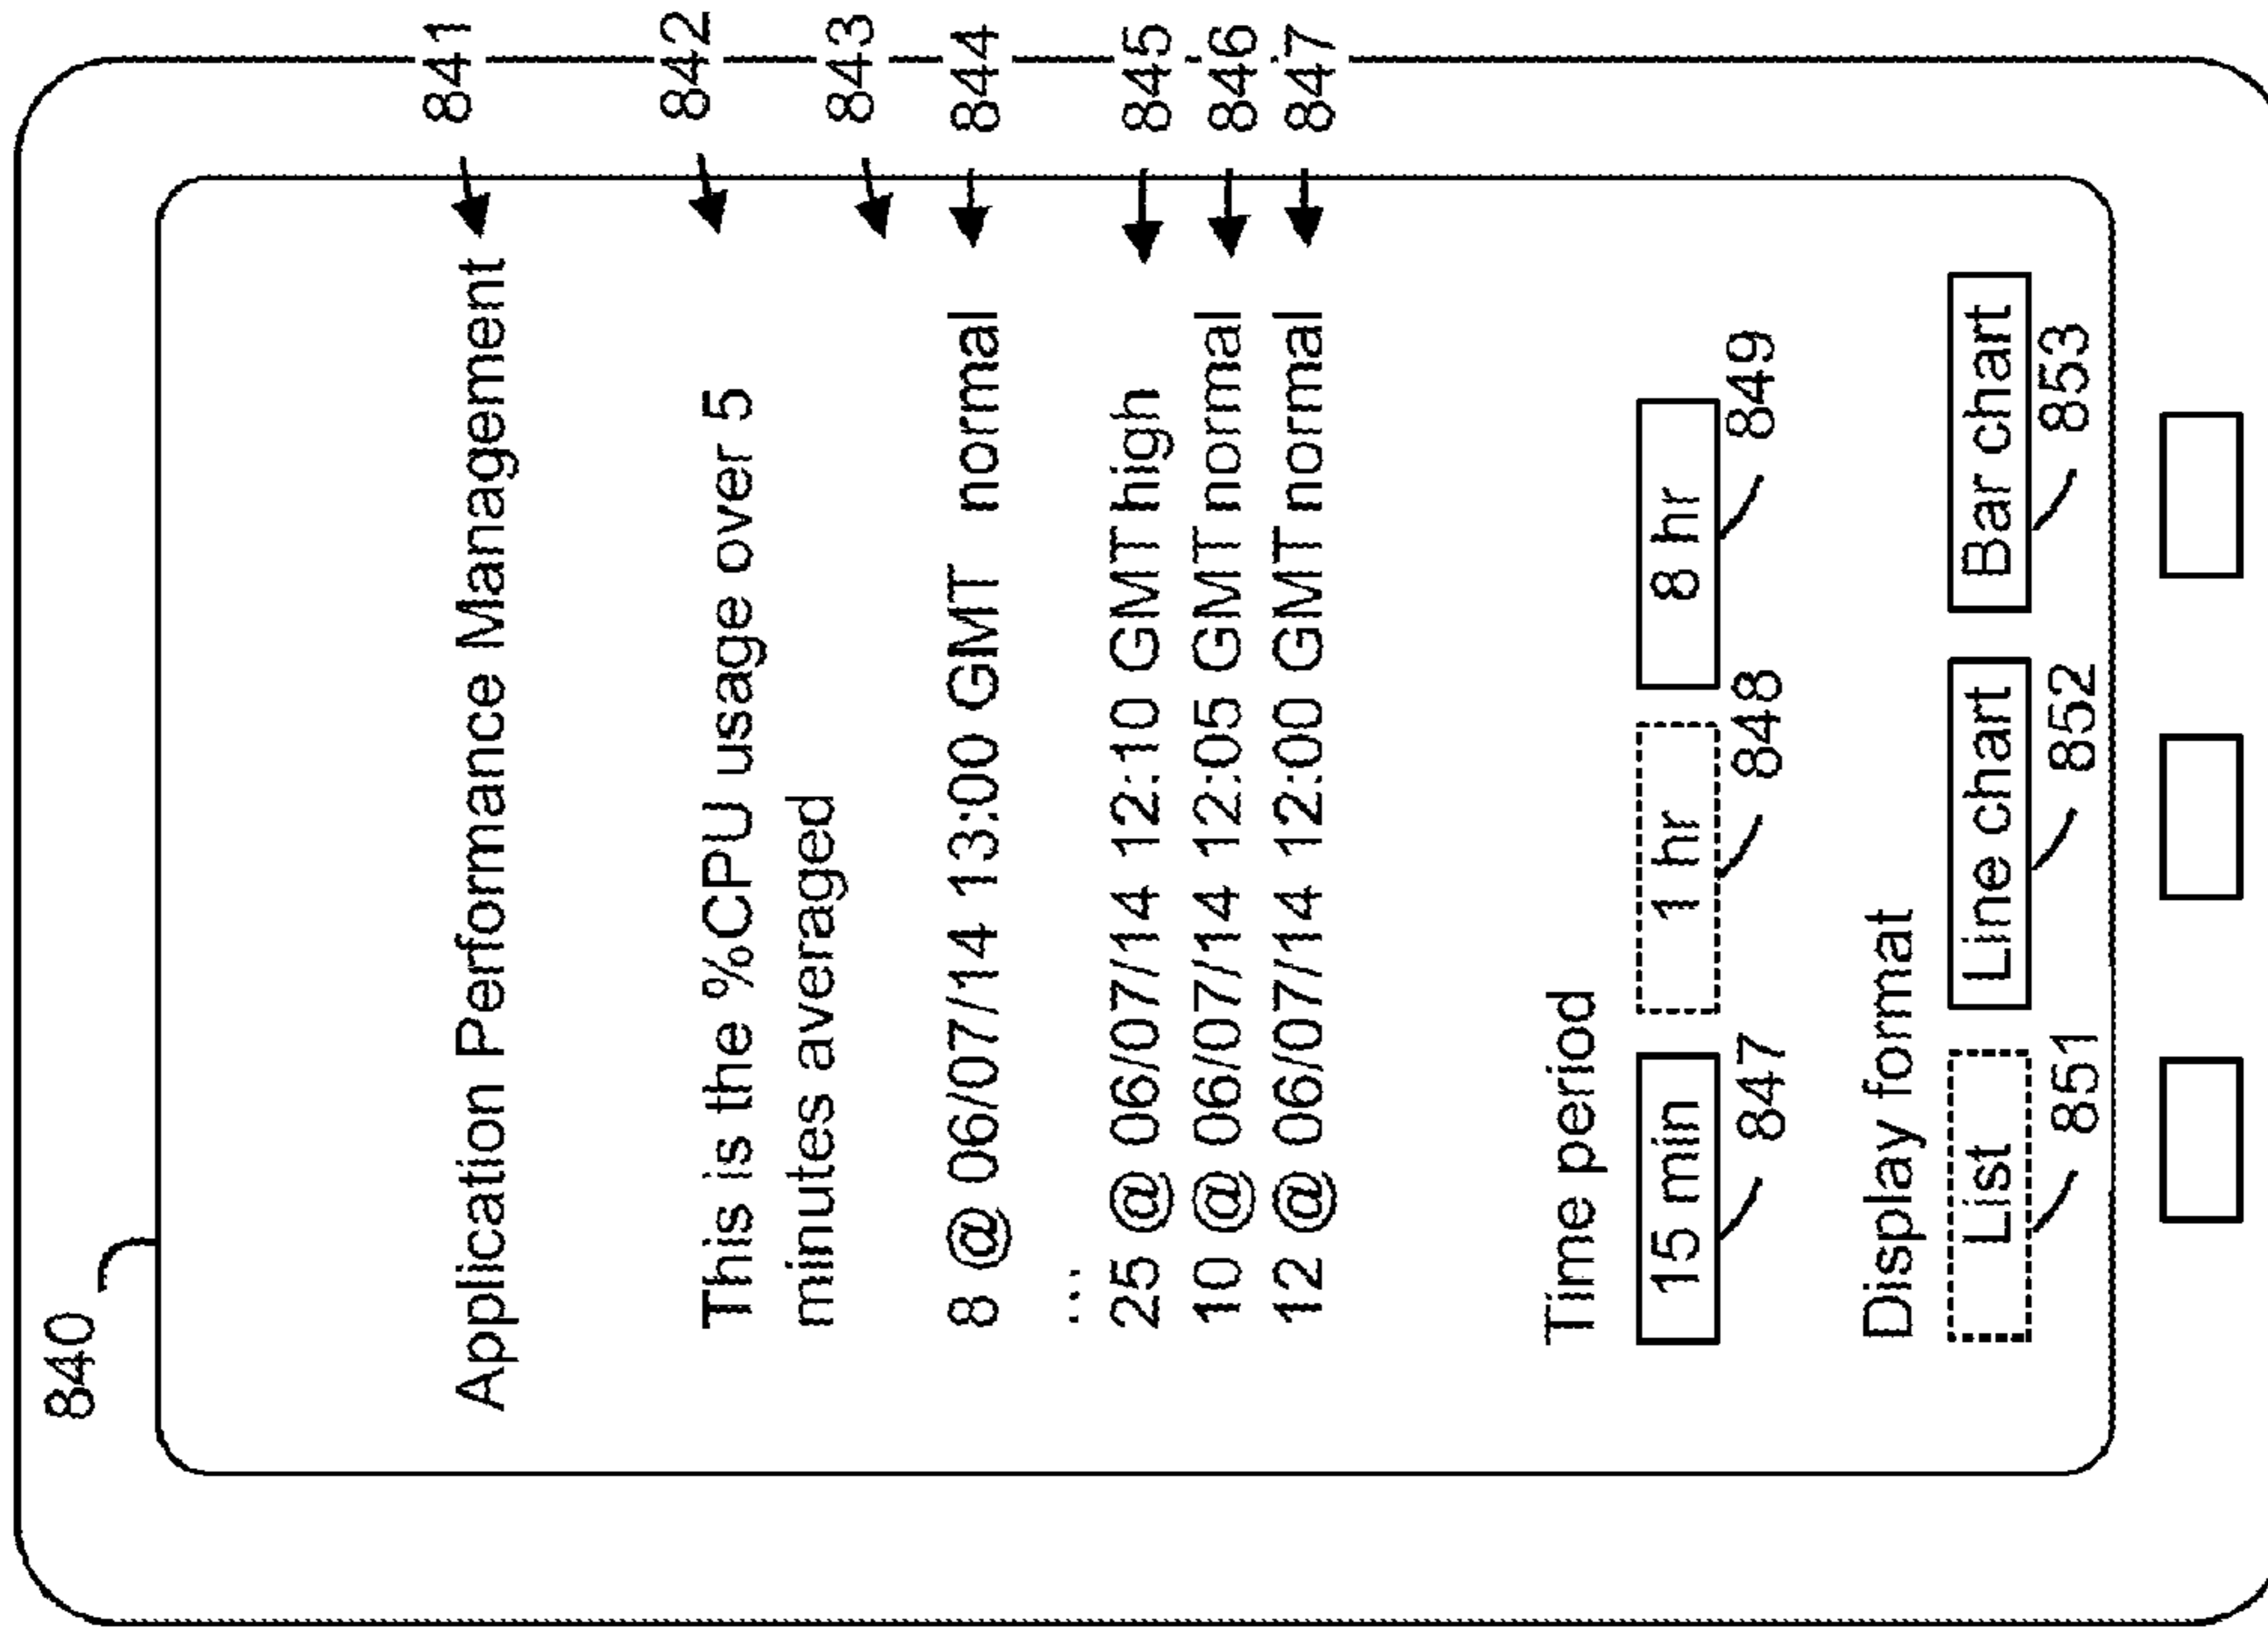 840
Application Performance Management 841
This is the %CPU usage over 5 842
minutes averaged 843
8 @ 06/07/14 13:00 GMT normal 844
...
25 @ 06/07/14 12:10 GMT high 845
10 @ 06/07/14 12:05 GMT normal 846
12 @ 06/07/14 12:00 GMT normal 847
Time period
15 min 1 hr 8 hr
847 848 849
Display format
List Line chart Bar chart
851 852 853